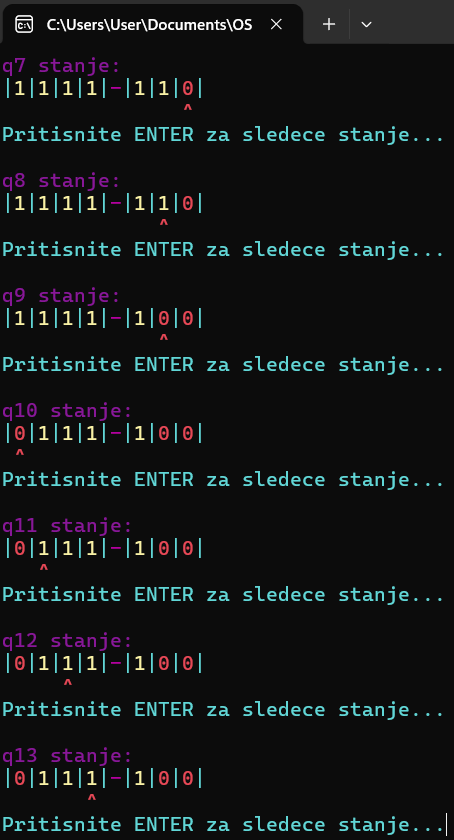 C:\Users\User\Documents\OS
q7 stanje:
|1|1|1|1|-|1|1|0|
^
Pritisnite ENTER za sledece stanje...
q8 stanje:
|1|1|1|1|-|1|1|0|
^
Pritisnite ENTER za sledece stanje...
q9 stanje:
|1|1|1|1|-|1|0|0|
^
Pritisnite ENTER za sledece stanje...
q10 stanje:
|0|1|1|1|-|1|0|0|
^
Pritisnite ENTER za sledece stanje...
q11 stanje:
|0|1|1|1|-|1|0|0|
^
Pritisnite ENTER za sledece stanje...
q12 stanje:
|0|1|1|1|-|1|0|0|
^
Pritisnite ENTER za sledece stanje...
q13 stanje:
|0|1|1|1|-|1|0|0|
^
Pritisnite ENTER za sledece stanje...